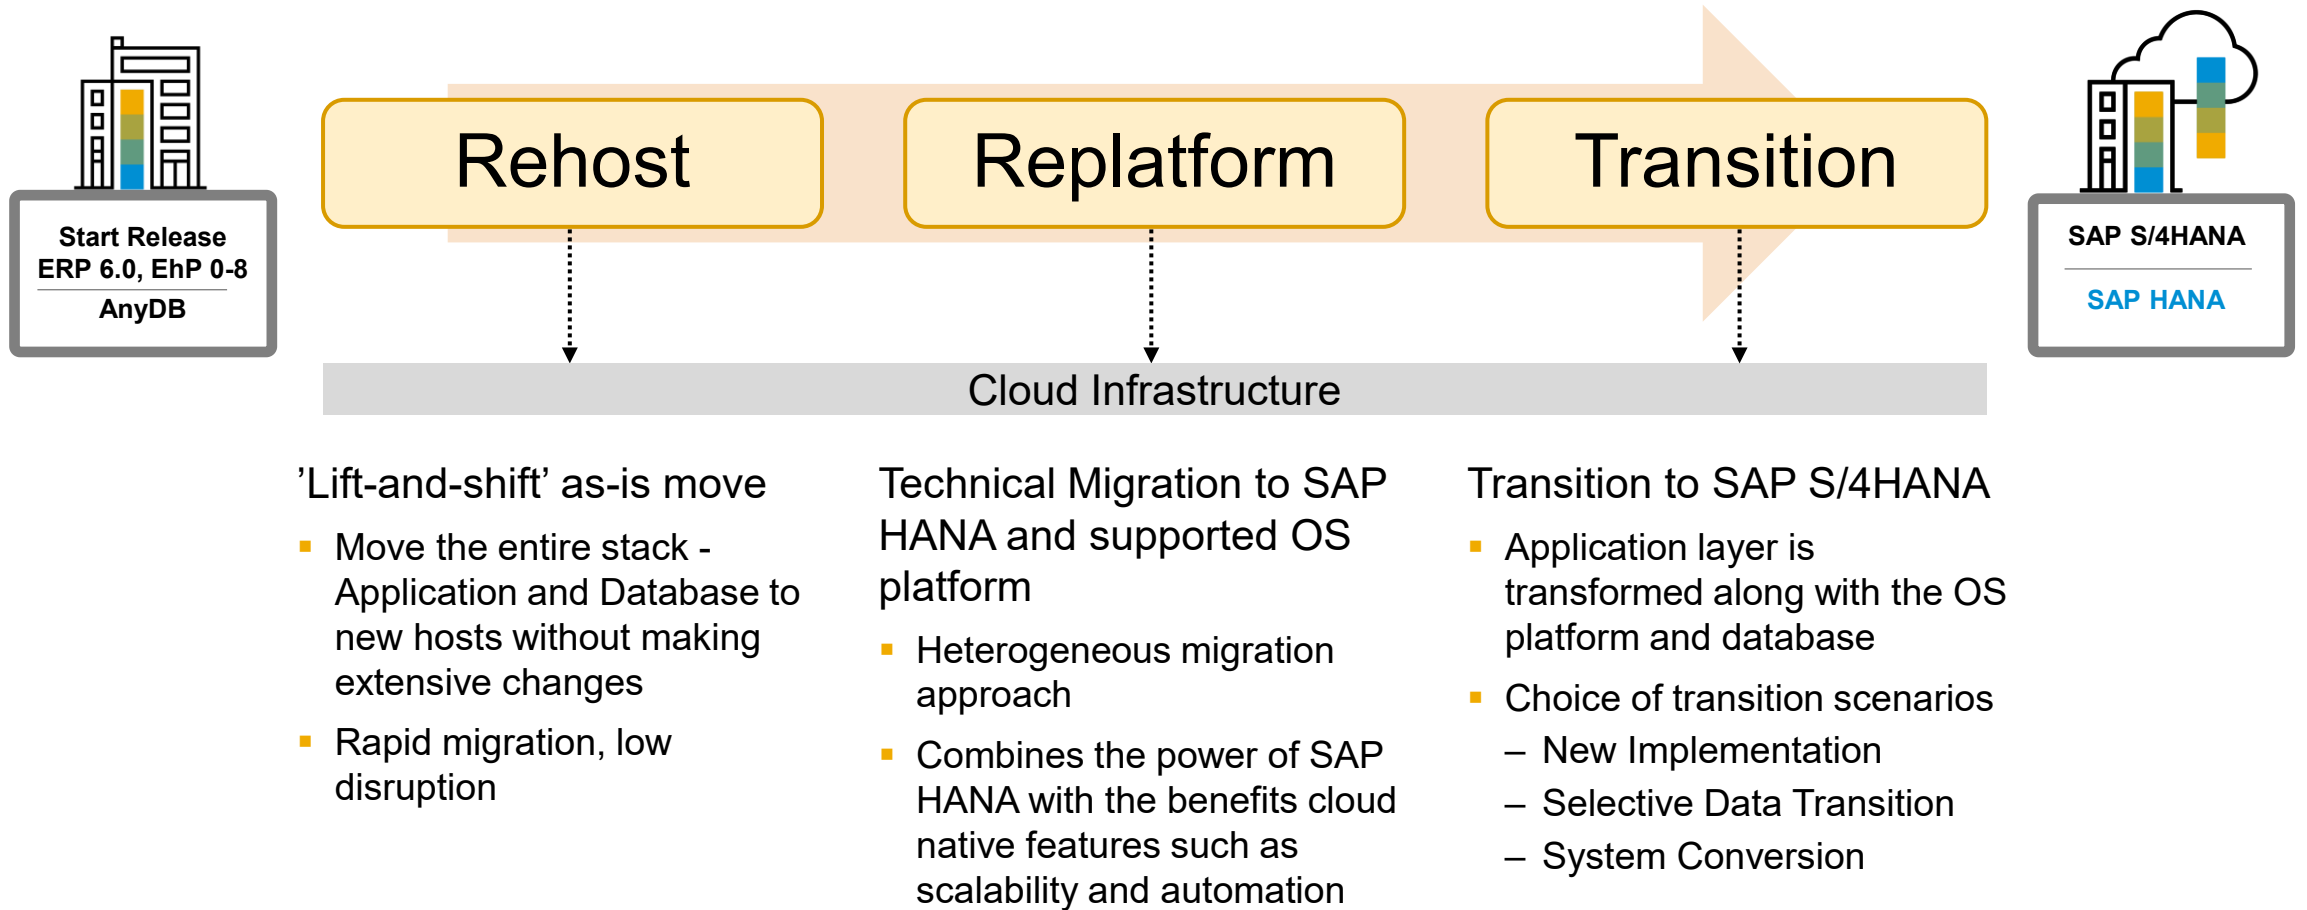 Rehost
Replatform
Transition
Start Release
ERP 6.0, EhP 0-8
AnyDB
SAP S/4HANA
SAP HANA
Cloud Infrastructure
’Lift-and-shift’ as-is move
▪ Move the entire stack -
Application and Database to
new hosts without making
extensive changes
▪ Rapid migration, low
disruption
Technical Migration to SAP
HANA and supported OS
platform
▪ Heterogeneous migration
approach
▪ Combines the power of SAP
HANA with the benefits cloud
native features such as
scalability and automation
Transition to SAP S/4HANA
▪ Application layer is
transformed along with the OS
platform and database
▪ Choice of transition scenarios
– New Implementation
– Selective Data Transition
– System Conversion